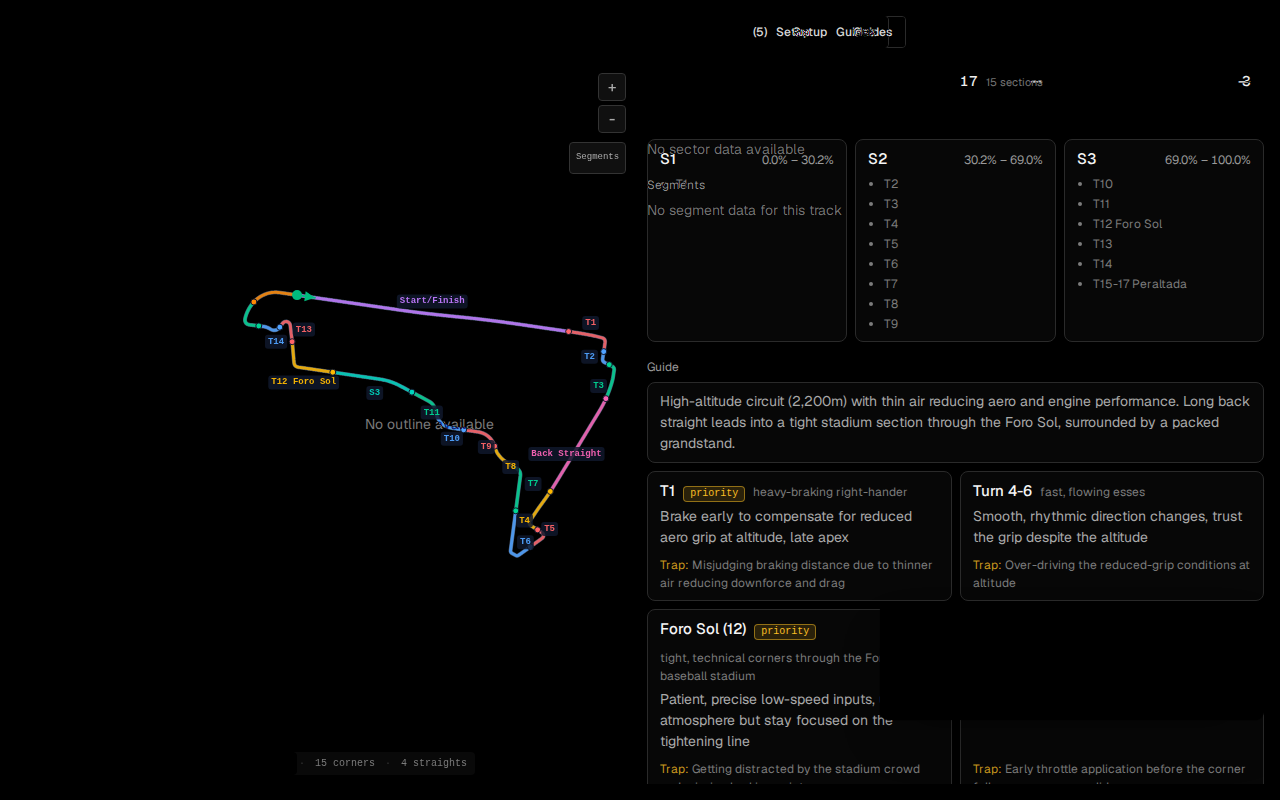 (5)
+
-
Segments
17 15 sections
No sector data available
S1 0.0% – 30.2%
Segments
No segment data for this track
S2 30.2% – 69.0%
T2
T3
T4
T5
T6
T7
T8
T9
S3 69.0% – 100.0%
T10
T11
T12 Foro Sol
T13
T14
T15-17 Peraltada
Start/Finish
T1
T13
T14
T2
T12 Foro Sol
S3
T3
T11
No outline available
T10
T9
Back Straight
T8
T7
T4
T5
T6
15 corners · 4 straights
Guide
High-altitude circuit (2,200m) with thin air reducing aero and engine performance. Long back
straight leads into a tight stadium section through the Foro Sol, surrounded by a packed
grandstand.
T1 priority heavy-braking right-hander
Brake early to compensate for reduced
aero grip at altitude, late apex
Trap: Misjudging braking distance due to thinner
air reducing downforce and drag
Turn 4-6 fast, flowing esses
Smooth, rhythmic direction changes, trust
the grip despite the altitude
Trap: Over-driving the reduced-grip conditions at
altitude
Foro Sol (12) priority
tight, technical corners through the
baseball stadium
Patient, precise low-speed inputs,
atmosphere but stay focused on the
tightening line
Trap: Getting distracted by the stadium crowd
Trap: Early throttle application before the corner